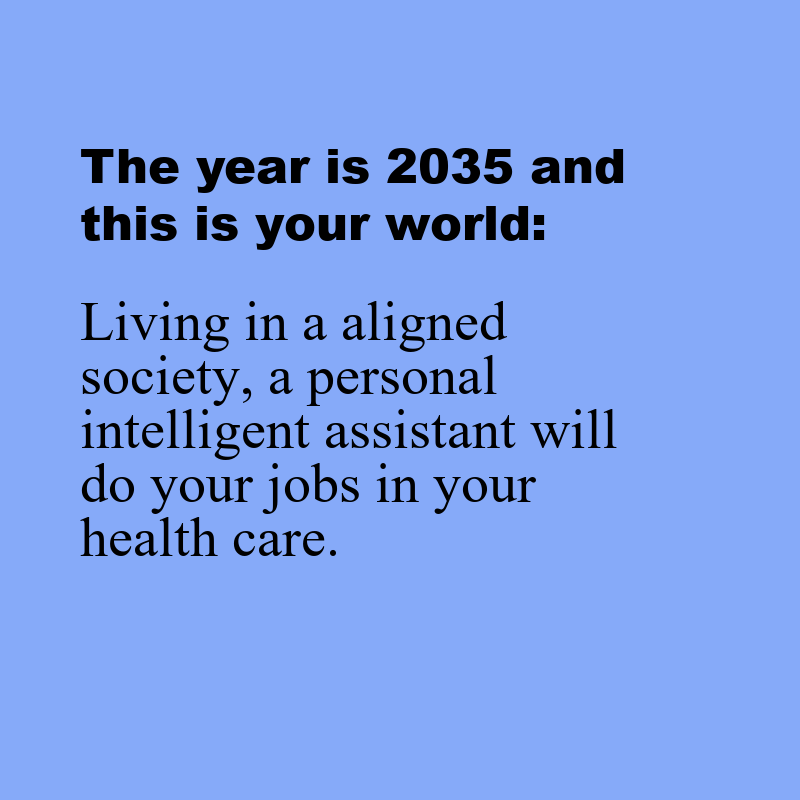 The year is 2035 and
this is your world:
Living in a aligned
society, a personal
intelligent assistant will
do your jobs in your
health care.